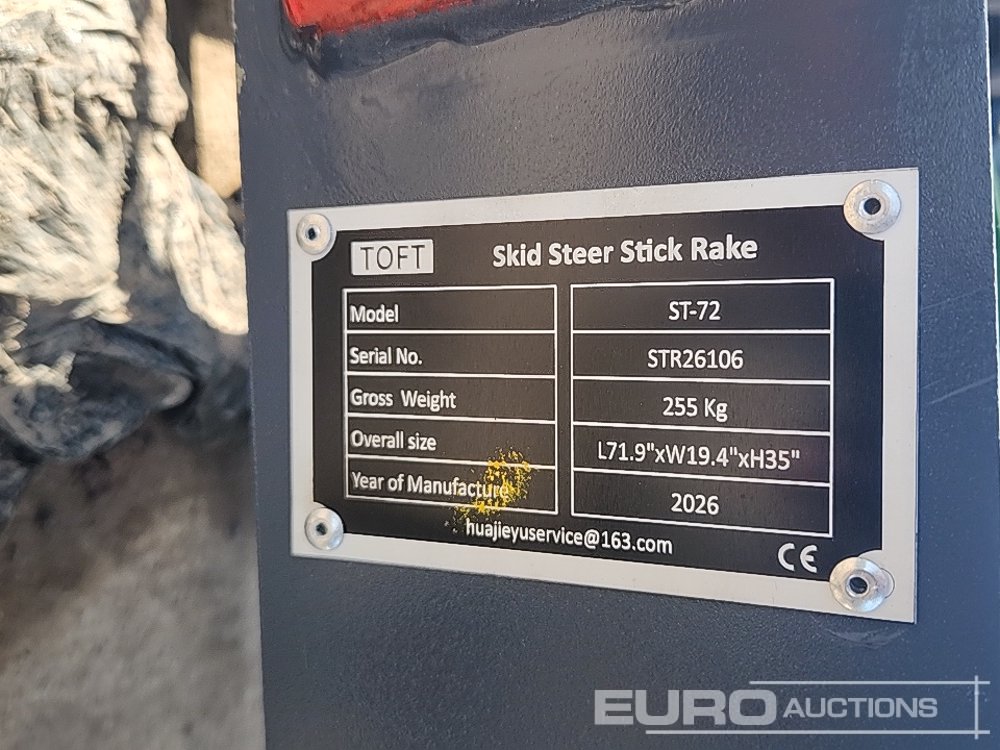 TOFT Skid Steer Stick Rake
Model ST-72
Serial No. STR26106
Gross Weight 255 Kg
Overall size L71.9"xW19.4"xH35"
Year of Manufacture 2026
huajieyuservice@163.com
CE
EURO AUCTIONS